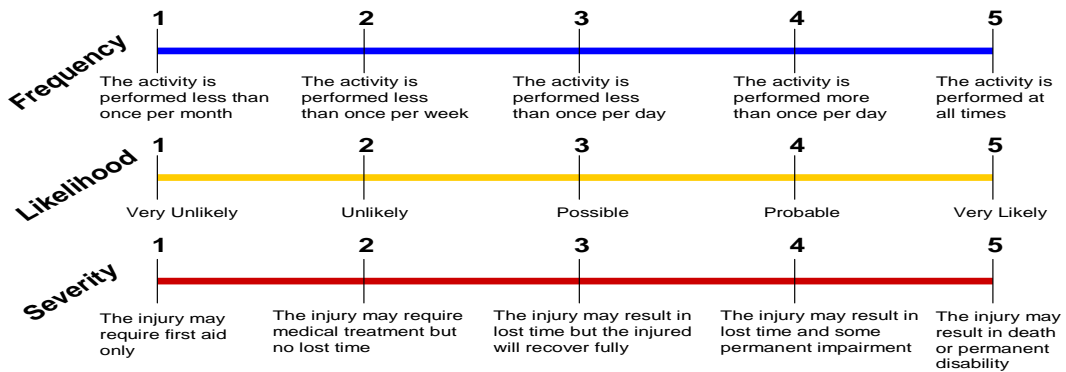 Frequency
1 2 3 4 5
The activity is performed less than once per month
The activity is performed less than once per week
The activity is performed less than once per day
The activity is performed more than once per day
The activity is performed at all times
Likelihood
1 2 3 4 5
Very Unlikely
Unlikely
Possible
Probable
Very Likely
Severity
1 2 3 4 5
The injury may require first aid only
The injury may require medical treatment but no lost time
The injury may result in lost time but the injured will recover fully
The injury may result in lost time and some permanent impairment
The injury may result in death or permanent disability